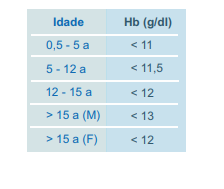 Idade Hb (g/dl)
0,5 - 5 a < 11
5 - 12 a < 11,5
12 - 15 a < 12
> 15 a (M) < 13
> 15 a (F) < 12